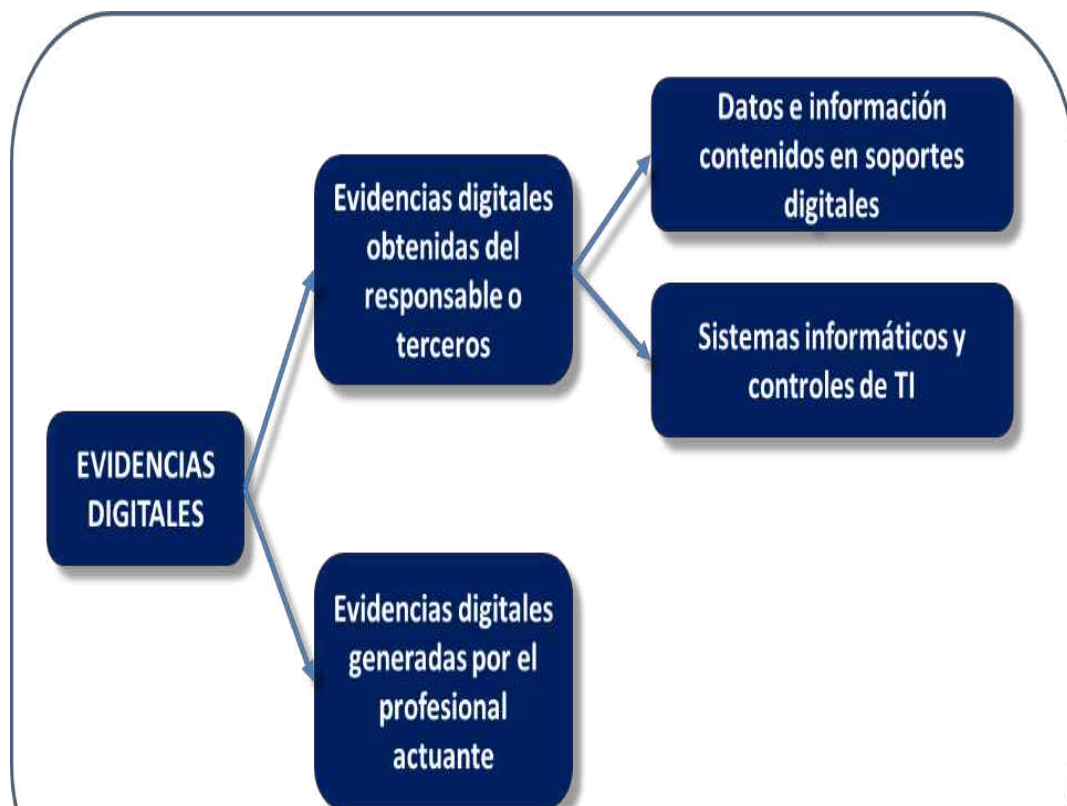 EVIDENCIAS
DIGITALES
Evidencias digitales
obtenidas del
responsable o
terceros
Datos e información
contenidos en soportes
digitales
Sistemas informáticos y
controles de TI
Evidencias digitales
generadas por el
profesional
actuante